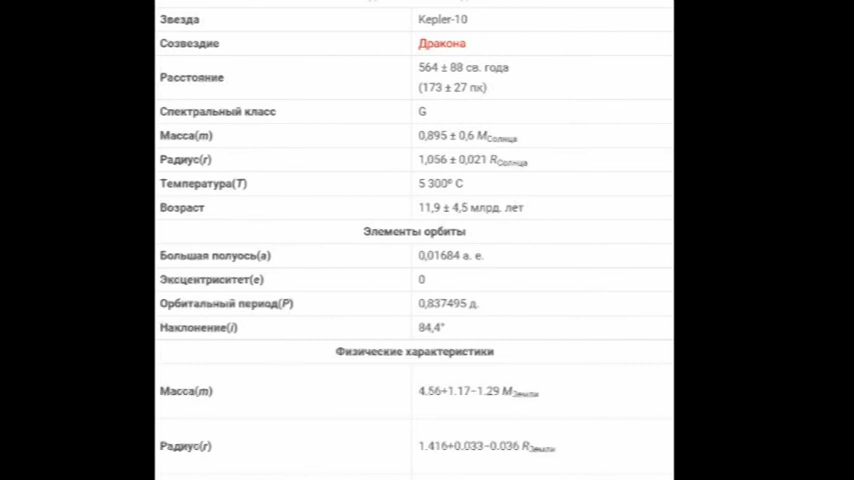 Звезда Kepler-10
Созвездие Дракона
Расстояние 564 ± 88 св. года
(173 ± 27 пк)
Спектральный класс G
Масса(m) 0,895 ± 0,6 MСолнца
Радиус(r) 1,056 ± 0,021 RСолнца
Температура(T) 5 300° C
Возраст 11,9 ± 4,5 млрд. лет
Элементы орбиты
Большая полуось(a) 0,01684 а. е.
Эксцентриситет(e) 0
Орбитальный период(P) 0,837495 д.
Наклонение(i) 84,4°
Физические характеристики
Масса(m) 4.56+1.17−1.29 MЗемли
Радиус(r) 1.416+0.033−0.036 RЗемли